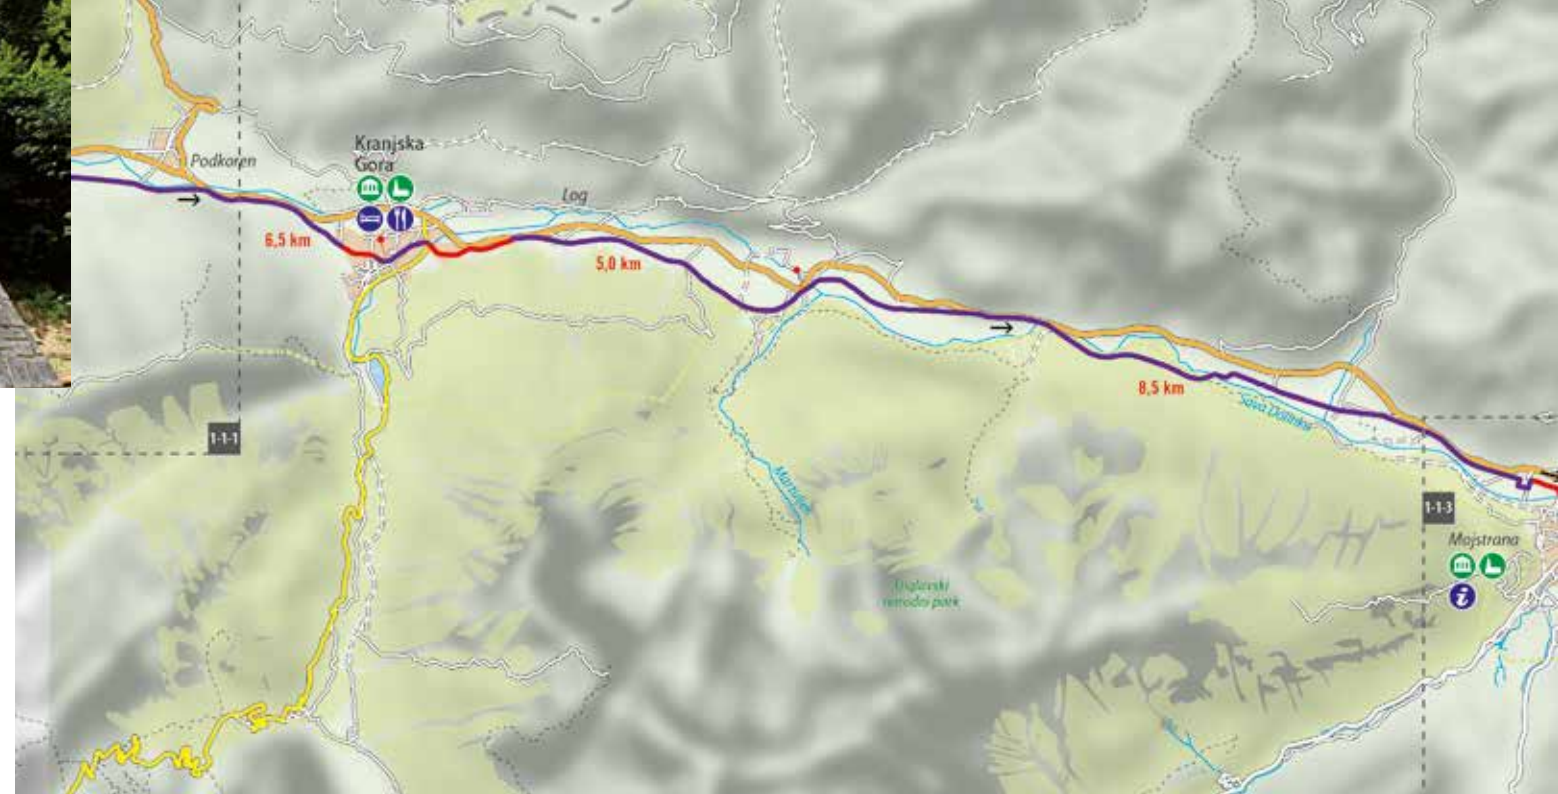 Podkoren
Kranjska
Gora
Log
6,5 km
5,0 km
8,5 km
Sava Dolinka
1-1-1
Martuljek
1-1-3
Mojstrana
i
narodni park